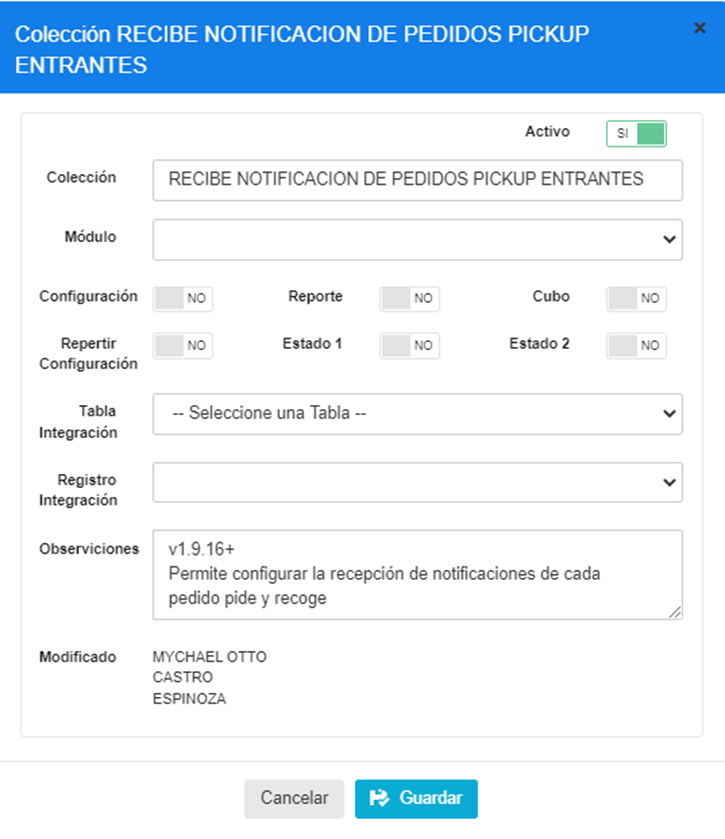 Colección RECIBE NOTIFICACION DE PEDIDOS PICKUP
ENTRANTES
×
Activo SI
Colección RECIBE NOTIFICACION DE PEDIDOS PICKUP ENTRANTES
Módulo
Configuración NO Reporte NO Cubo NO
Repertir
Configuración NO Estado 1 NO Estado 2 NO
Tabla
Integración -- Seleccione una Tabla --
Registro
Integración
Observiciones v1.9.16+
Permite configurar la recepción de notificaciones de cada
pedido pide y recoge
Modificado MYCHAEL OTTO
CASTRO
ESPINOZA
Cancelar Guardar